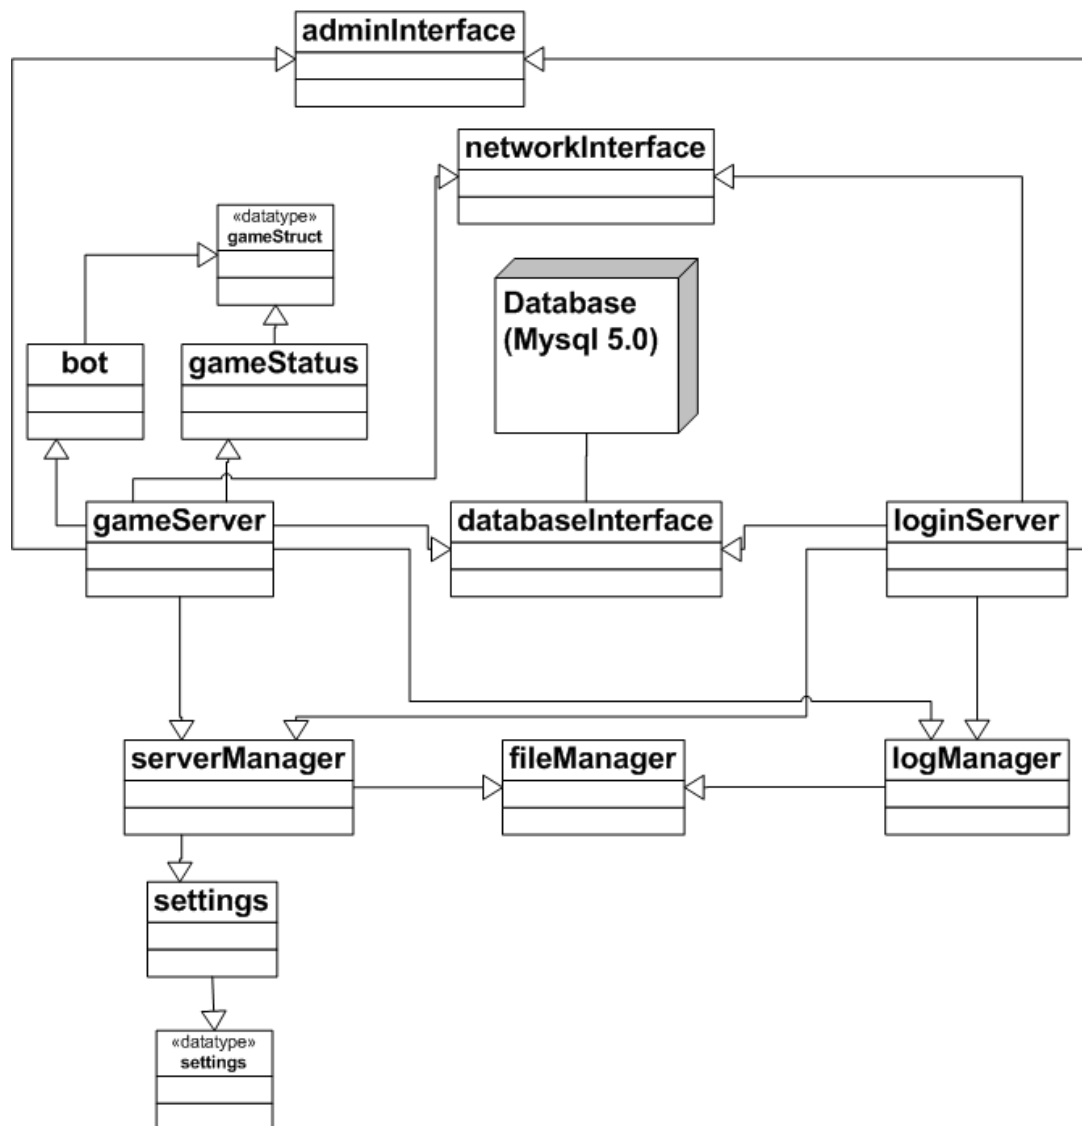 adminInterface
networkInterface
«datatype»
gameStruct
Database
(Mysql 5.0)
bot
gameStatus
gameServer
databaseInterface
loginServer
serverManager
fileManager
logManager
settings
«datatype»
settings